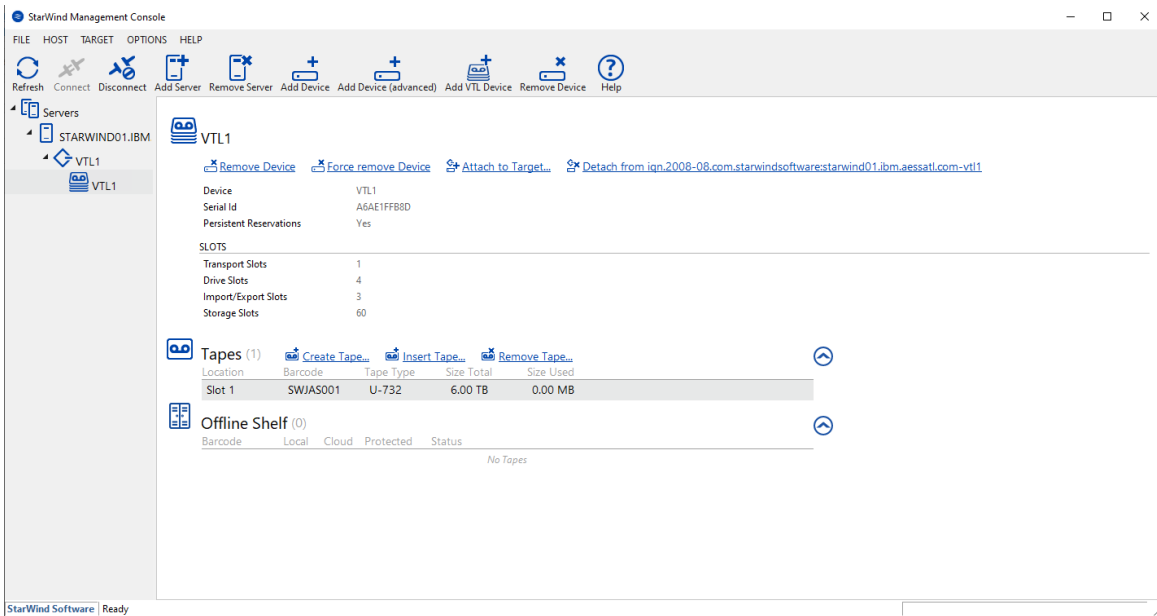 StarWind Management Console
FILE HOST TARGET OPTIONS HELP
Refresh Connect Disconnect Add Server Remove Server Add Device Add Device (advanced) Add VTL Device Remove Device Help
Servers
STARWIND01.IBM
VTL1
VTL1
VTL1
Remove Device Force remove Device Attach to Target... Detach from iqn.2008-08.com.starwindsoftware:starwind01.ibm.aessatl.com-vtl1
Device VTL1
Serial Id A6AE1FFB8D
Persistent Reservations Yes
SLOTS
Transport Slots 1
Drive Slots 4
Import/Export Slots 3
Storage Slots 60
Tapes (1) Create Tape... Insert Tape... Remove Tape...
Location Barcode Tape Type Size Total Size Used
Slot 1 SWJAS001 U-732 6.00 TB 0.00 MB
Offline Shelf (0)
Barcode Local Cloud Protected Status
No Tapes
StarWind Software Ready